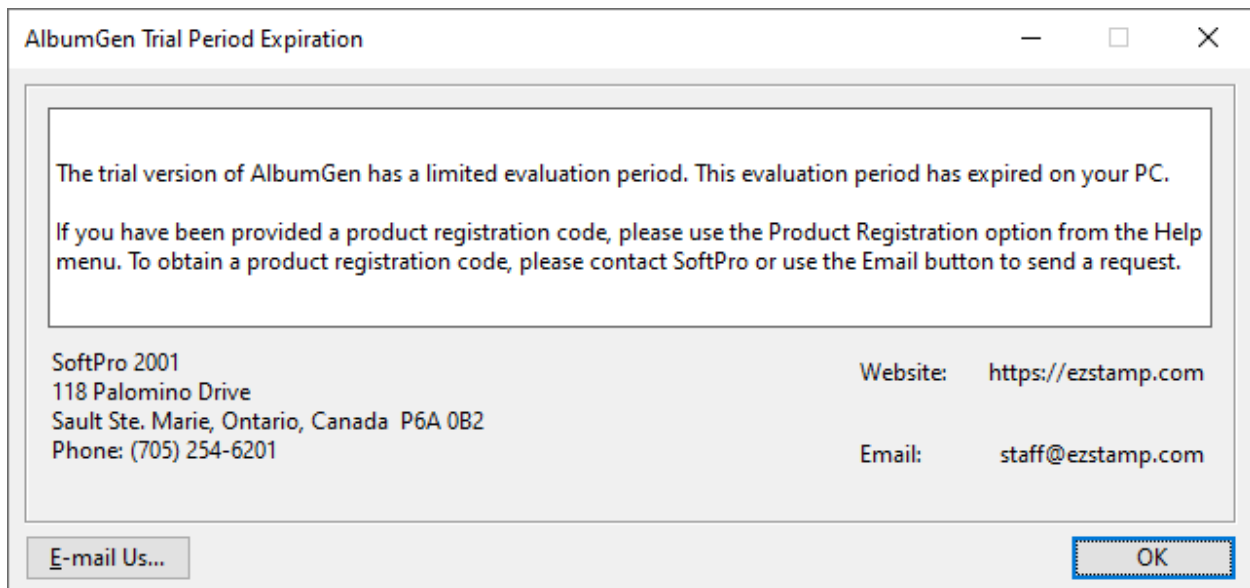 AlbumGen Trial Period Expiration
The trial version of AlbumGen has a limited evaluation period. This evaluation period has expired on your PC.
If you have been provided a product registration code, please use the Product Registration option from the Help
menu. To obtain a product registration code, please contact SoftPro or use the Email button to send a request.
SoftPro 2001
118 Palomino Drive
Sault Ste. Marie, Ontario, Canada  P6A 0B2
Phone: (705) 254-6201
Website: https://ezstamp.com
Email: staff@ezstamp.com
E-mail Us...
OK